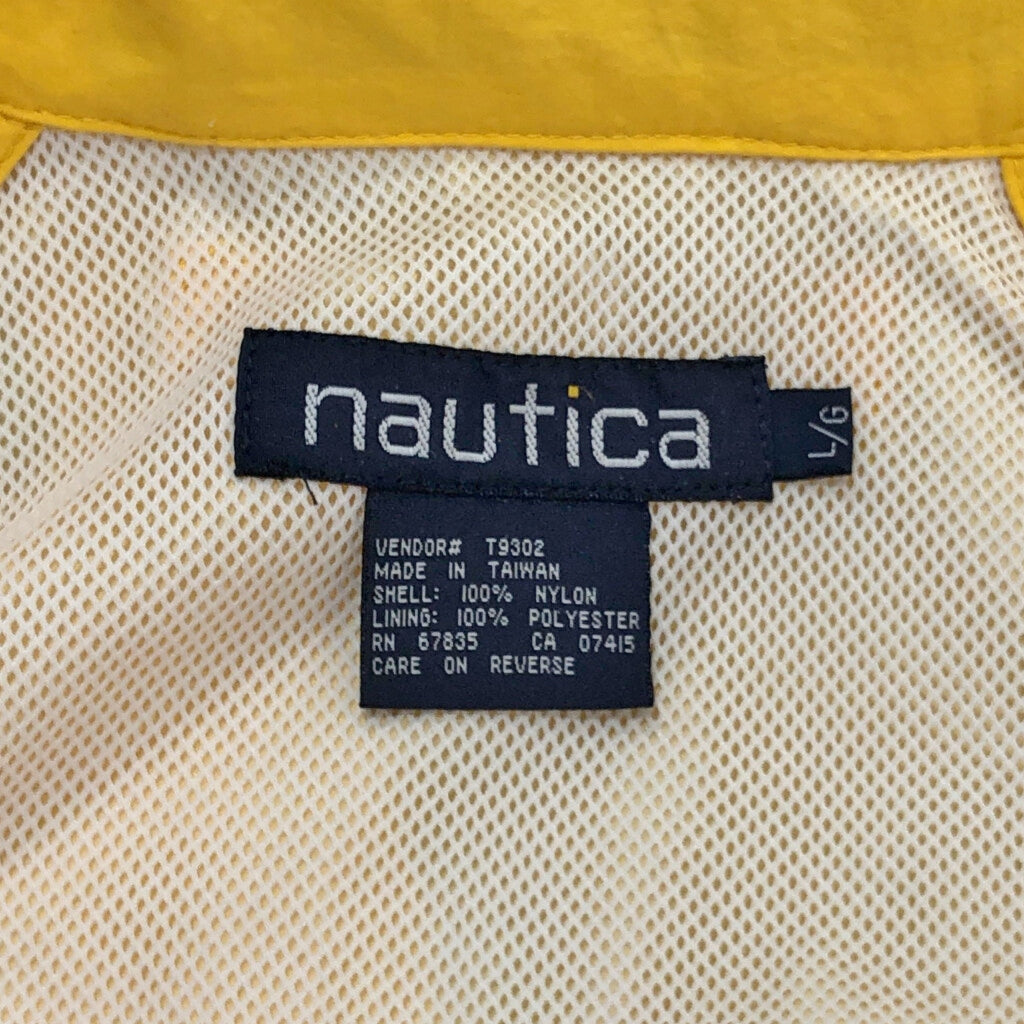 nautica
L/G
VENDOR# T9302
MADE IN TAIWAN
SHELL: 100% NYLON
LINING: 100% POLYESTER
RN 67835 CA 07415
CARE ON REVERSE